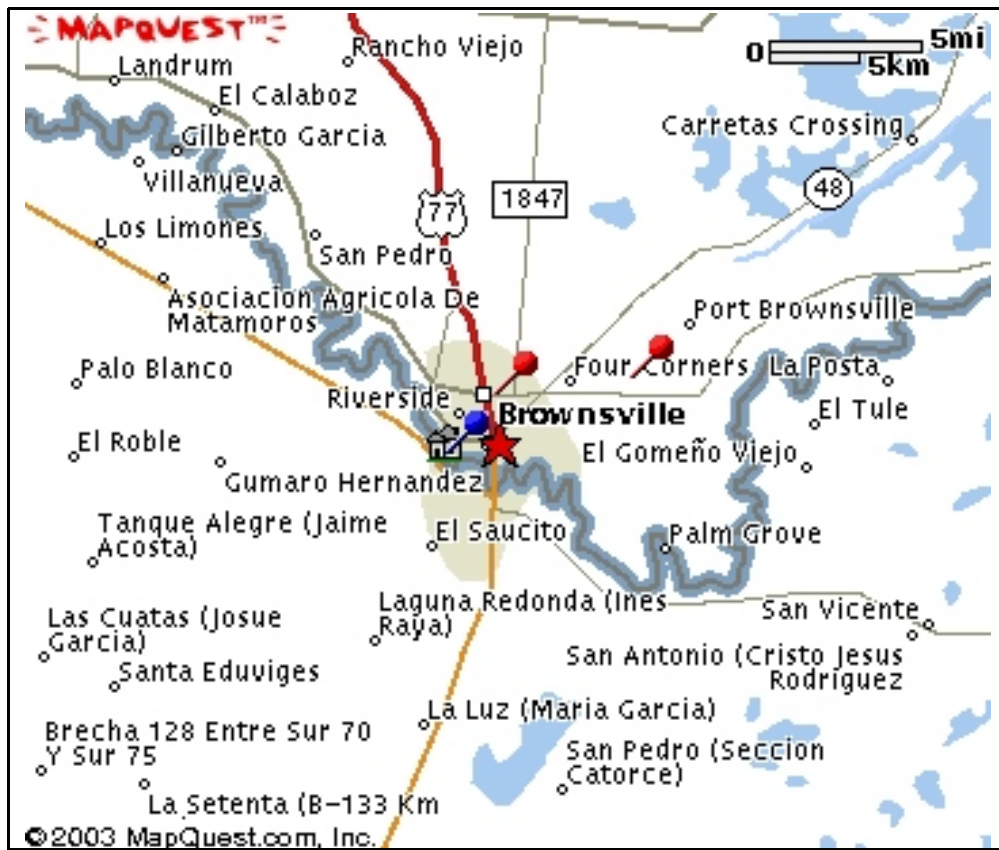 MAPQUEST™
Rancho Viejo
0
5mi
5km
Landrum
El Calaboz
Carretas Crossing
Gilberto Garcia
Villanueva
48
77
1847
Los Limones
San Pedro
Asociacion Agricola De
Matamoros
Port Brownsville
Palo Blanco
Four Corners
La Posta
Riverside
Brownsville
El Tule
El Roble
El Gomeño Viejo
Gumaro Hernandez
Tanque Alegre (Jaime
Acosta)
El Saucito
Palm Grove
Las Cuatas (Josue
Garcia)
Laguna Redonda (Ines
Raya)
San Vicente
Santa Eduviges
San Antonio (Cristo Jesus
Rodriguez
La Luz (Maria Garcia)
Brecha 128 Entre Sur 70
Y Sur 75
San Pedro (Seccion
Catorce)
La Setenta (B-133 Km
©2003 MapQuest.com, Inc.